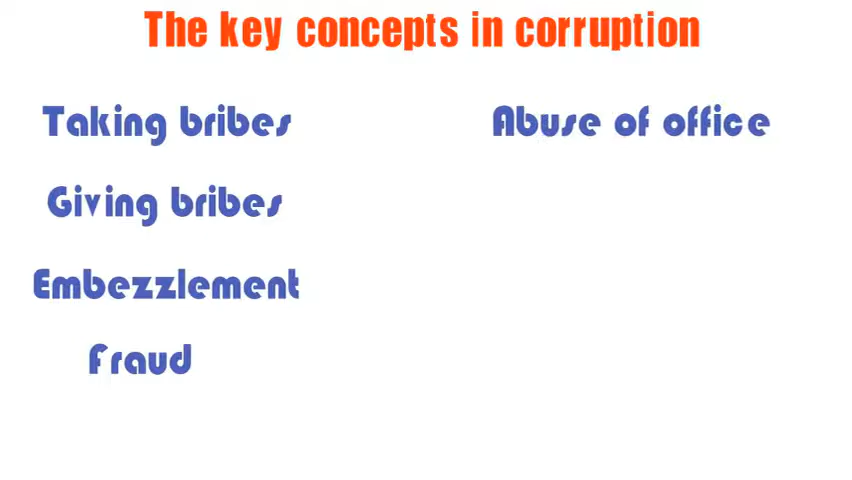 The key concepts in corruption
Taking bribes
Giving bribes
Embezzlement
Fraud
Abuse of office